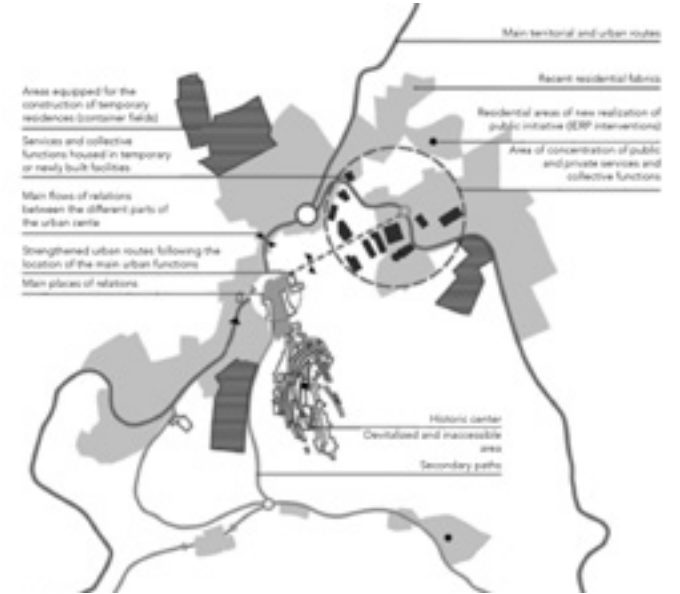 Main territorial and urban routes
Recent residential fabrics
Residential areas of new realization of
public initiative (IERP interventions)
Area of concentration of public
and private services and
collective functions
Areas equipped for the
construction of temporary
residences (container fields)
Services and collective
functions housed in temporary
or newly built facilities
Main flows of relations
between the different parts of
the urban cente
Strengthened urban routes following the
location of the main urban functions
Main places of relations
Historic center
Devitalized and inaccessible
area
Secondary paths